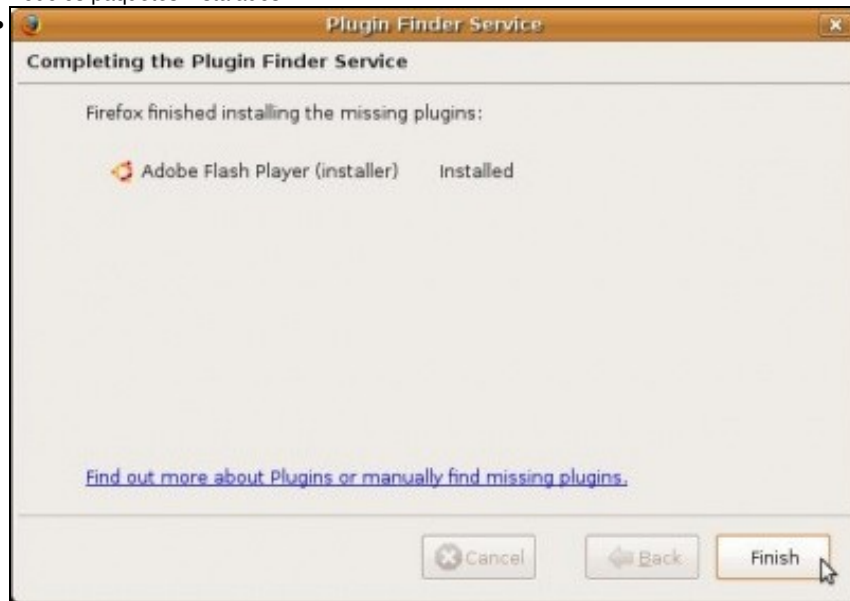 Plugin Finder Service
Completing the Plugin Finder Service
Firefox finished installing the missing plugins:
Adobe Flash Player (installer) Installed
Find out more about Plugins or manually find missing plugins.
Cancel Back Finish